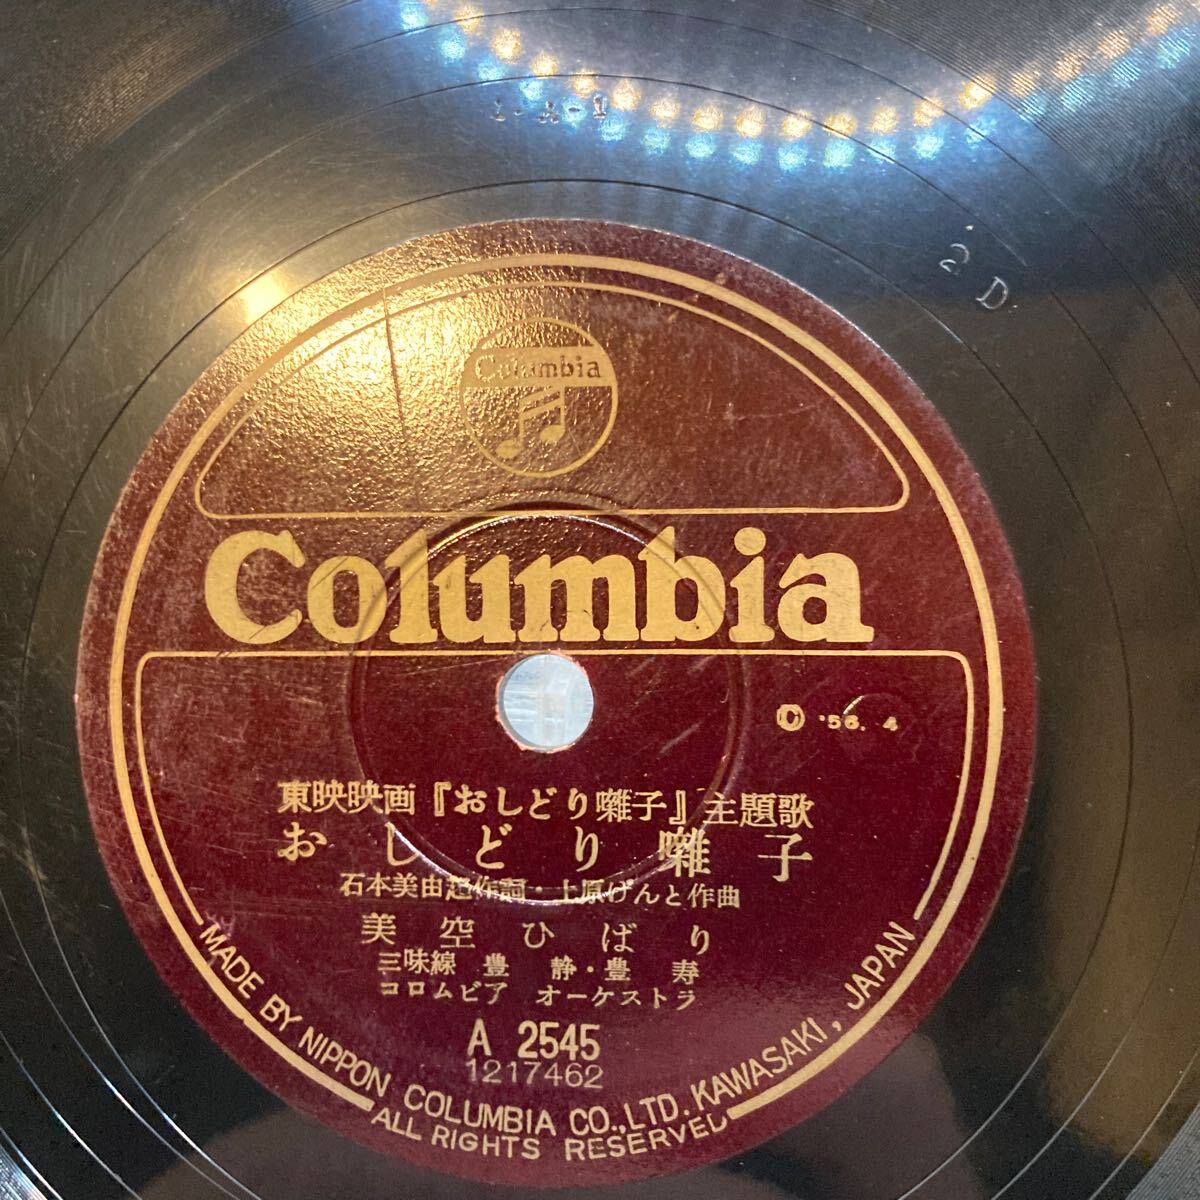 1-A-1
2 D
Columbia
Columbia
© '56. 4
東映映画『おしどり囃子』主題歌
おしどり囃子
石本美由起作詞・上原げんと作曲
美空ひばり
三味線 豊 静・豊 寿
コロムビア オーケストラ
A 2545
1217462
MADE BY NIPPON COLUMBIA CO., LTD. KAWASAKI, JAPAN
ALL RIGHTS RESERVED